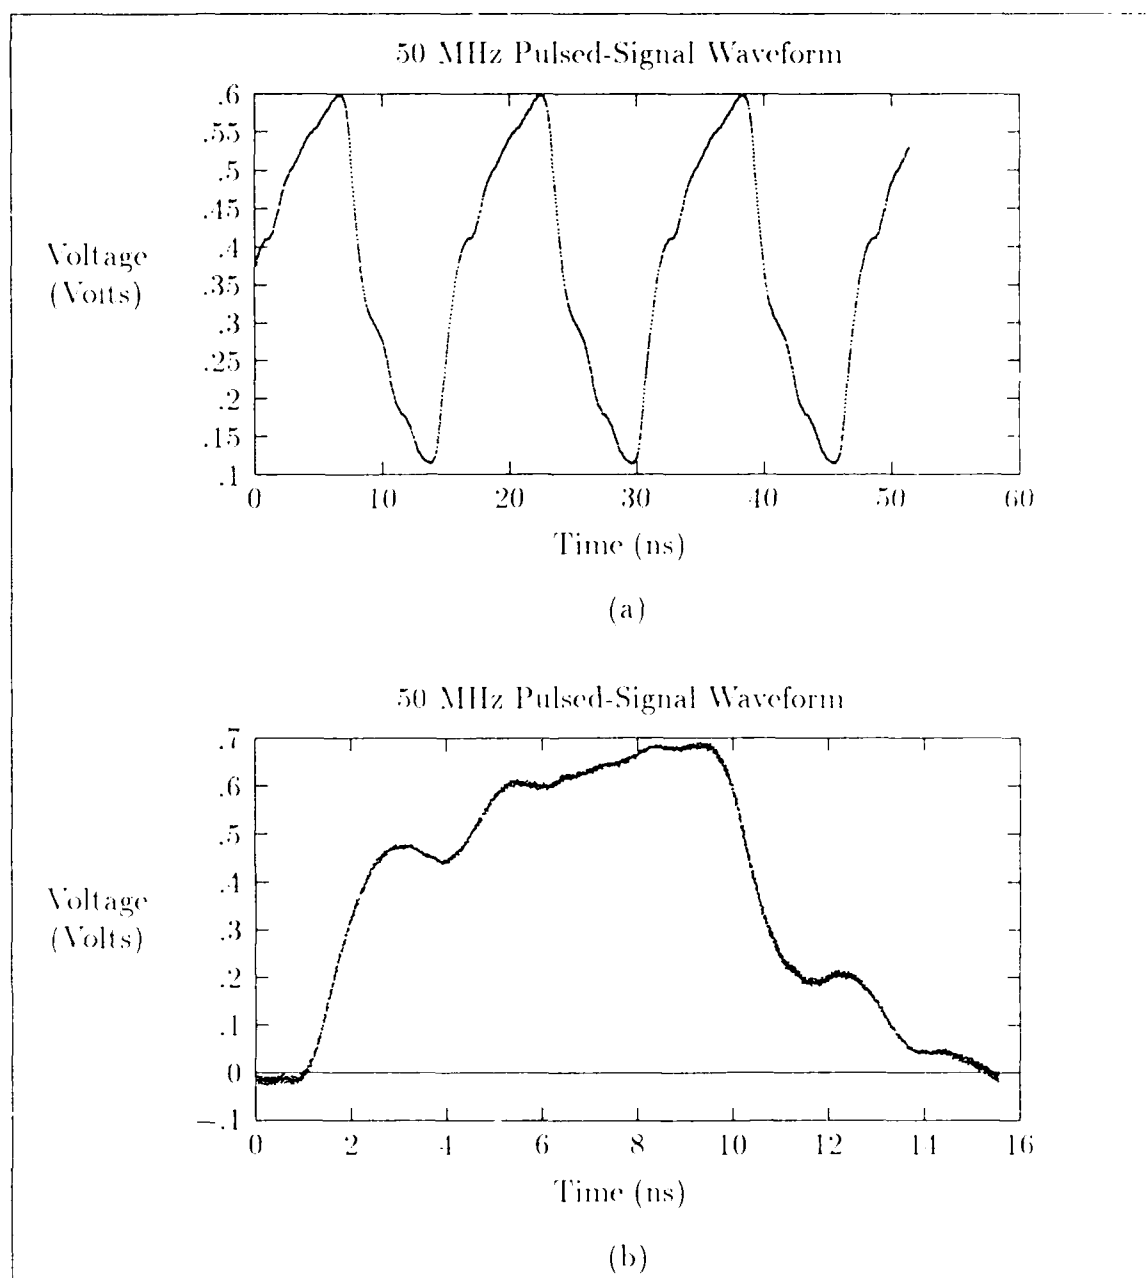 50 MHz Pulsed-Signal Waveform
.6
.55
.5
.45
.4
.35
.3
.25
.2
.15
.1
Voltage
(Volts)
0 10 20 30 40 50 60
Time (ns)
(a)
50 MHz Pulsed-Signal Waveform
.7
.6
.5
.4
.3
.2
.1
0
-.1
Voltage
(Volts)
0 2 4 6 8 10 12 14 16
Time (ns)
(b)